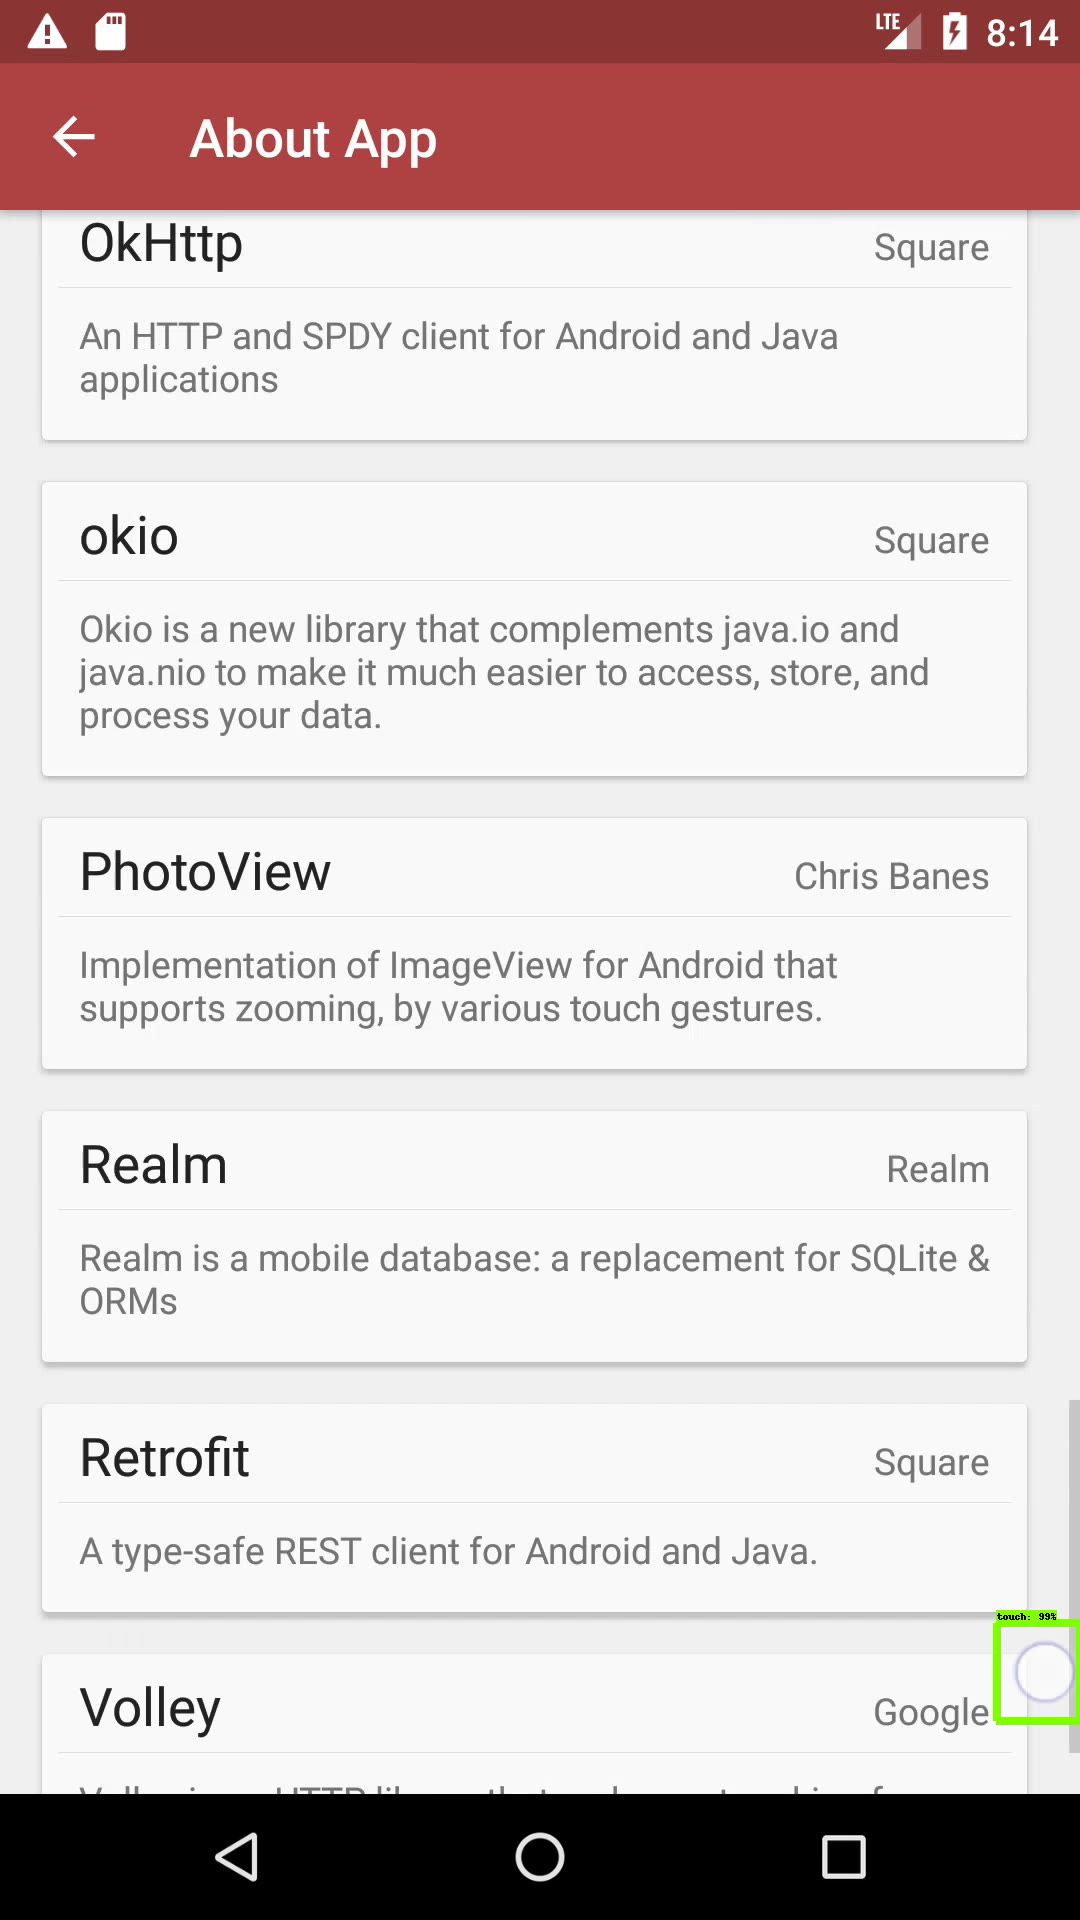 LTE 8:14
About App
OkHttp Square
An HTTP and SPDY client for Android and Java
applications
okio Square
Okio is a new library that complements java.io and
java.nio to make it much easier to access, store, and
process your data.
PhotoView Chris Banes
Implementation of ImageView for Android that
supports zooming, by various touch gestures.
Realm Realm
Realm is a mobile database: a replacement for SQLite &
ORMs
Retrofit Square
A type-safe REST client for Android and Java.
touch: 99%
Volley Google